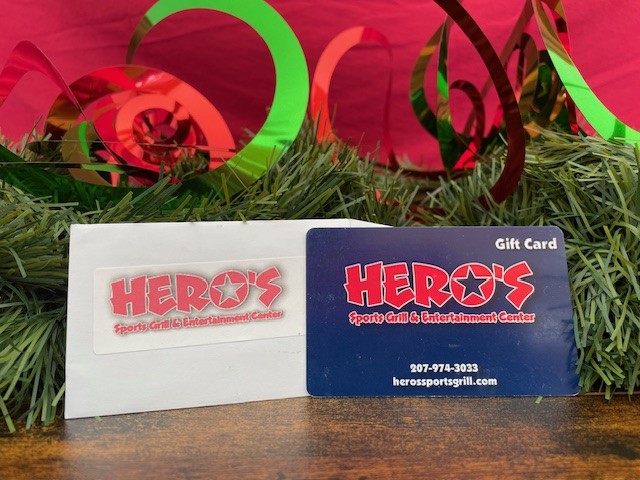 HERO'S
Sports Grill & Entertainment Center
Gift Card
HERO'S
Sports Grill & Entertainment Center
207-974-3033
herossportsgrill.com